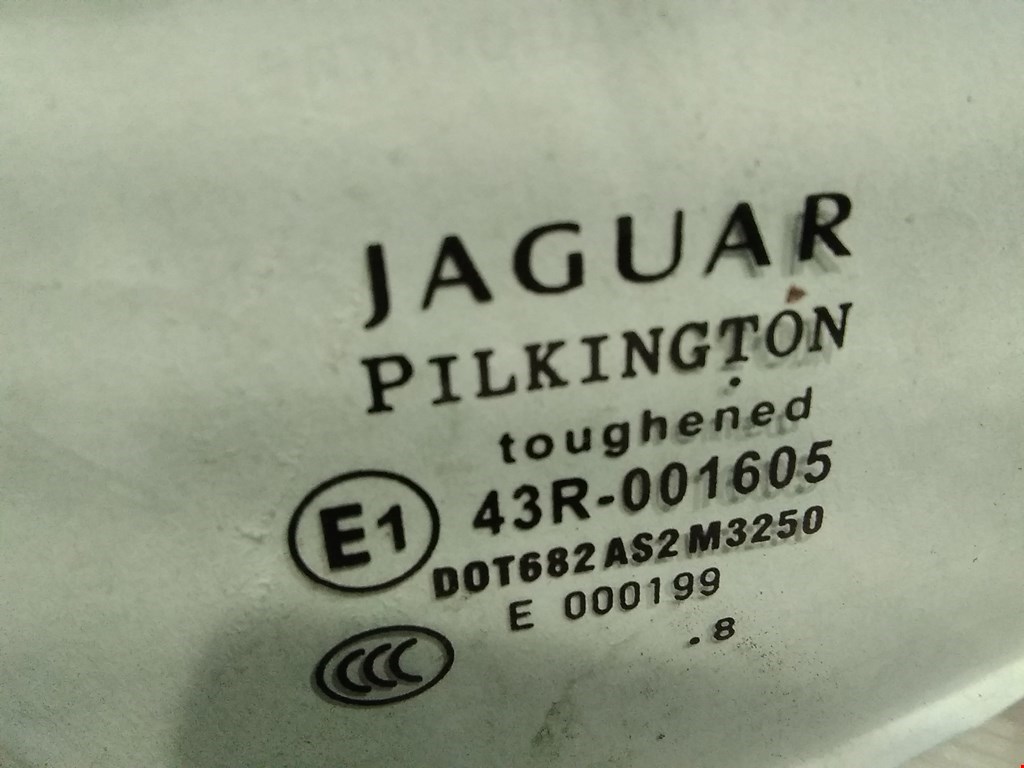 JAGUAR
PILKINGTON
toughened
E1 43R-001605
DOT682 AS2 M3250
E 000199
CCC .8